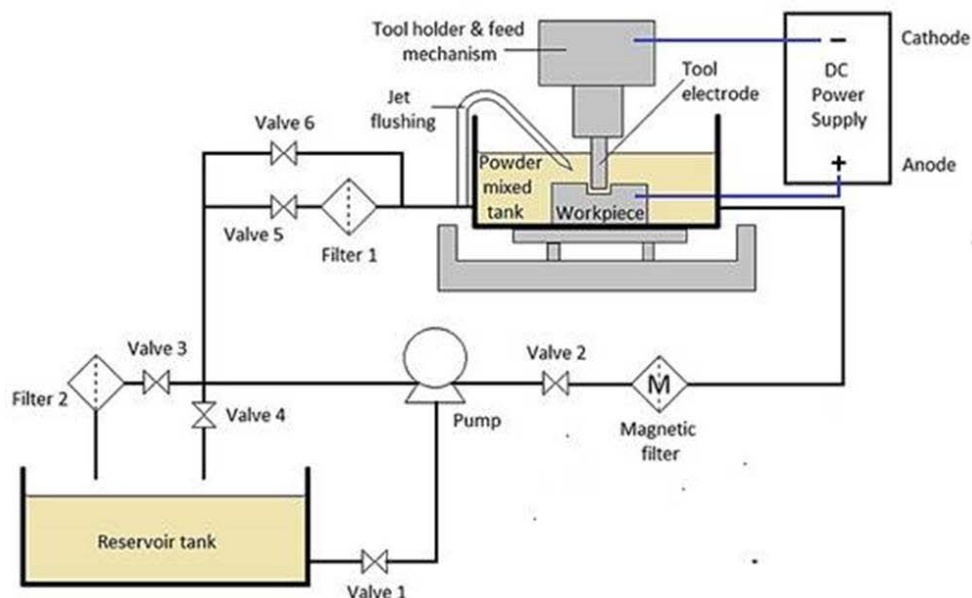 Tool holder & feed
mechanism
−
Cathode
DC
Power
Supply
+
Anode
Tool
electrode
Jet
flushing
Valve 6
Powder
mixed
tank
Workpiece
Valve 5
Filter 1
Valve 3
Valve 2
Filter 2
Valve 4
Pump
M
Magnetic
filter
Reservoir tank
Valve 1